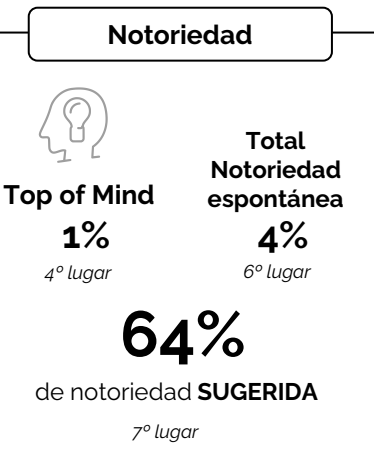 Notoriedad
Top of Mind
1%
4º lugar
Total
Notoriedad
espontánea
4%
6º lugar
64%
de notoriedad SUGERIDA
7º lugar